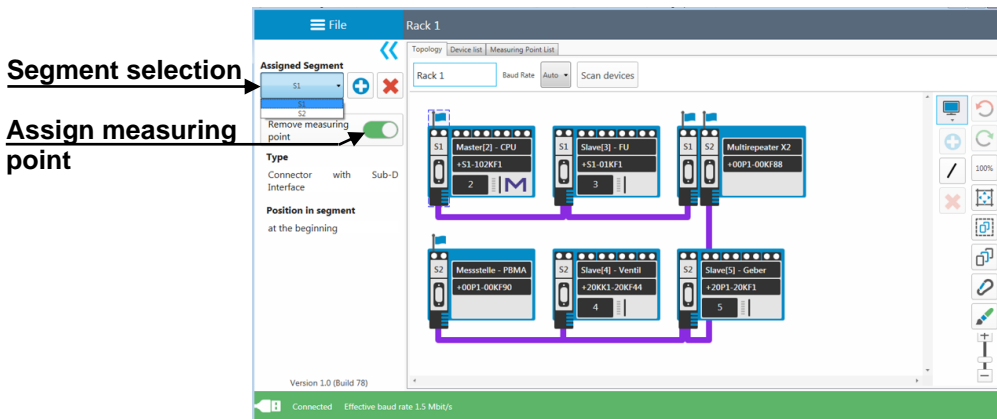 File
Rack 1
Segment selection
Assign measuring
point
Assigned Segment
S1
S1
S2
Remove measuring
point
Type
Connector with Sub-D
Interface
Position in segment
at the beginning
Version 1.0 (Build 78)
Topology Device list Measuring Point List
Rack 1 Baud Rate Auto Scan devices
S1 Master[2] - CPU
+S1-102KF1
2
S1 Slave[3] - FU
+S1-01KF1
3
S1 S2 Multirepeater X2
+00P1-00KF88
S2 Messstelle - PBMA
+00P1-00KF90
S2 Slave[4] - Ventil
+20KK1-20KF44
4
S2 Slave[5] - Geber
+20P1-20KF1
5
100%
Connected Effective baud rate 1.5 Mbit/s